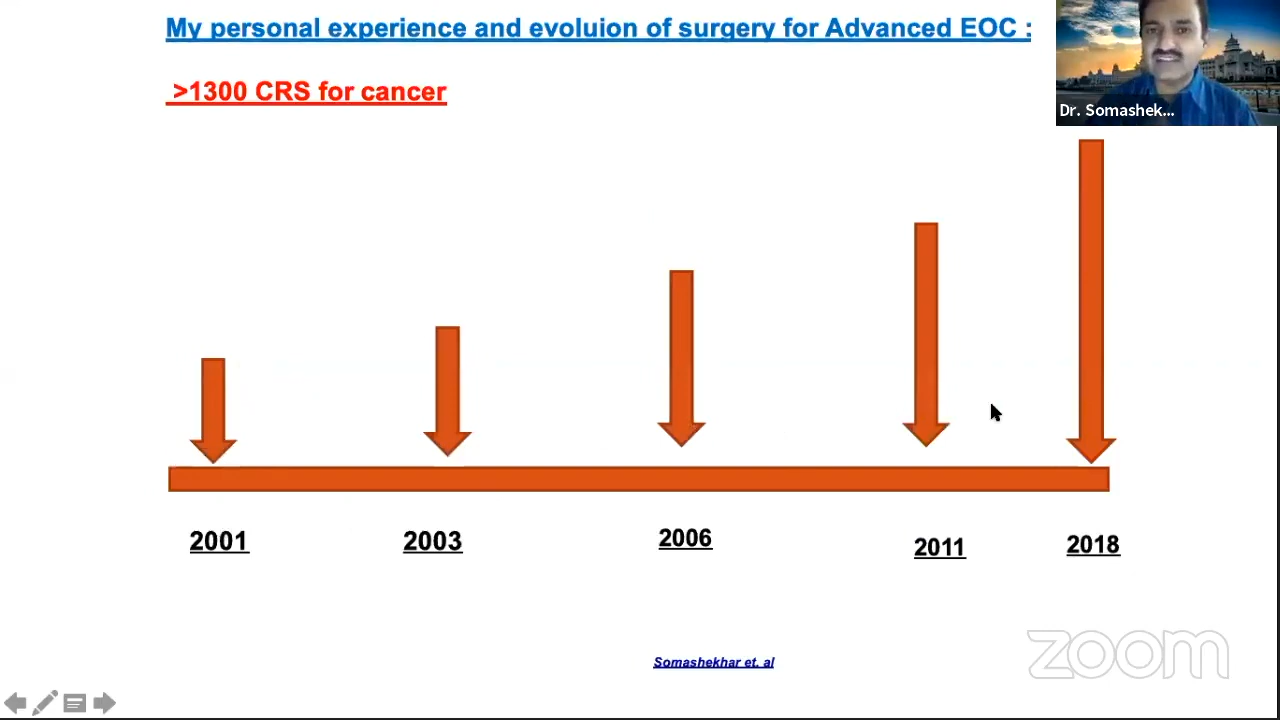 My personal experience and evoluion of surgery for Advanced EOC :
>1300 CRS for cancer
Dr. Somashek...
2001
2003
2006
2011
2018
Somashekhar et. al
zoom